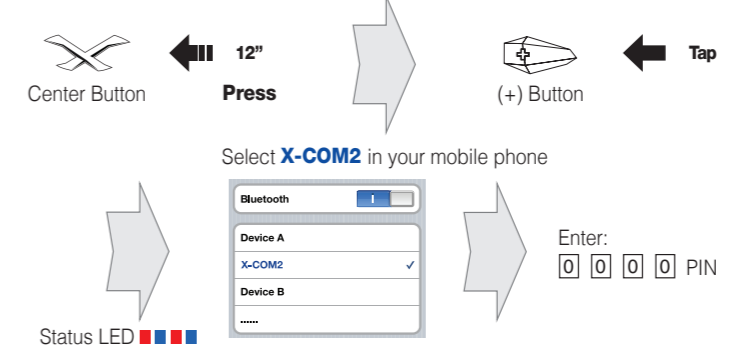 12” Tap
Center Button Press (+) Button
Select X-COM2 in your mobile phone
Bluetooth I
Device A
X-COM2 ✓
Device B
......
Enter:
0 0 0 0 PIN
Status LED